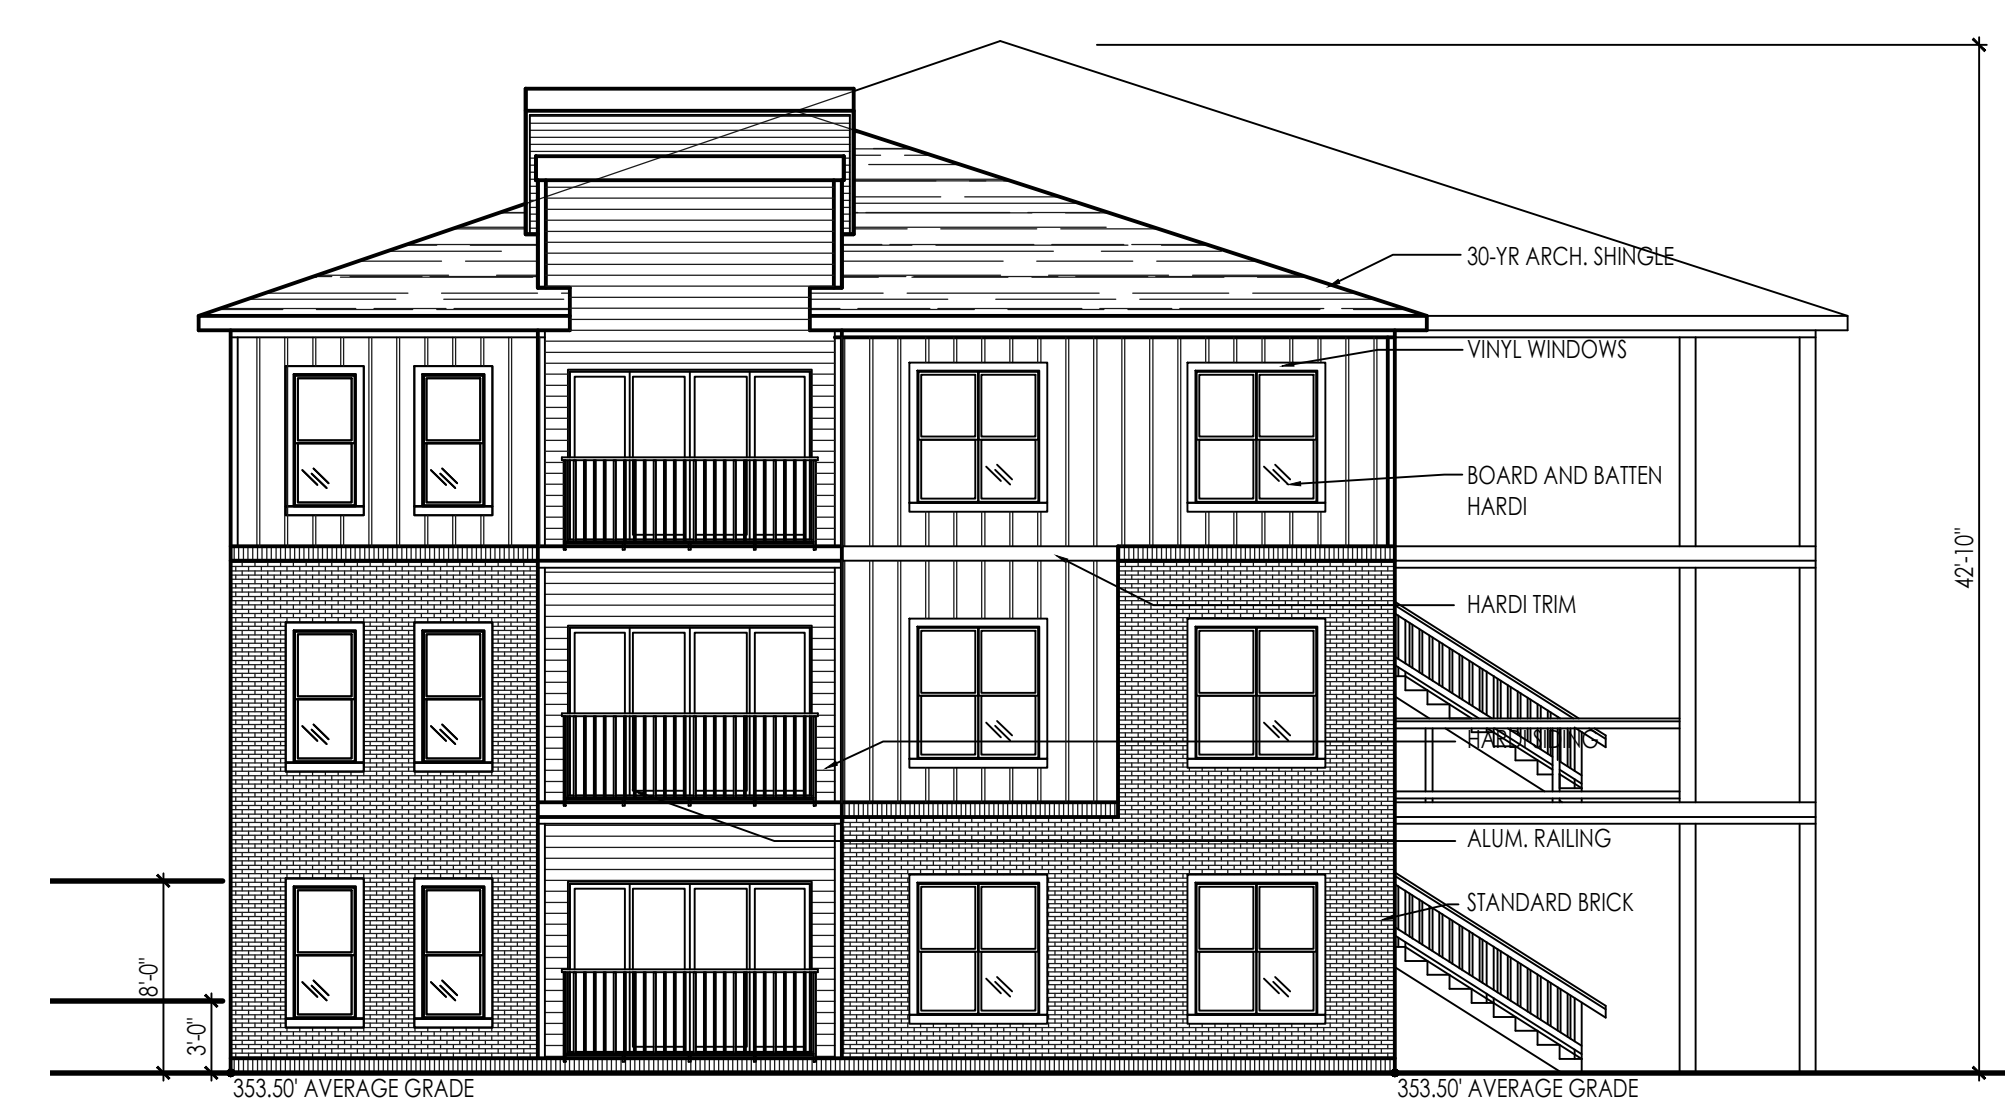 30-YR ARCH. SHINGLE
VINYL WINDOWS
BOARD AND BATTEN
HARDI
42'-10"
HARDI TRIM
HARDI SIDING
ALUM. RAILING
STANDARD BRICK
8'-0"
3'-0"
353.50' AVERAGE GRADE
353.50' AVERAGE GRADE